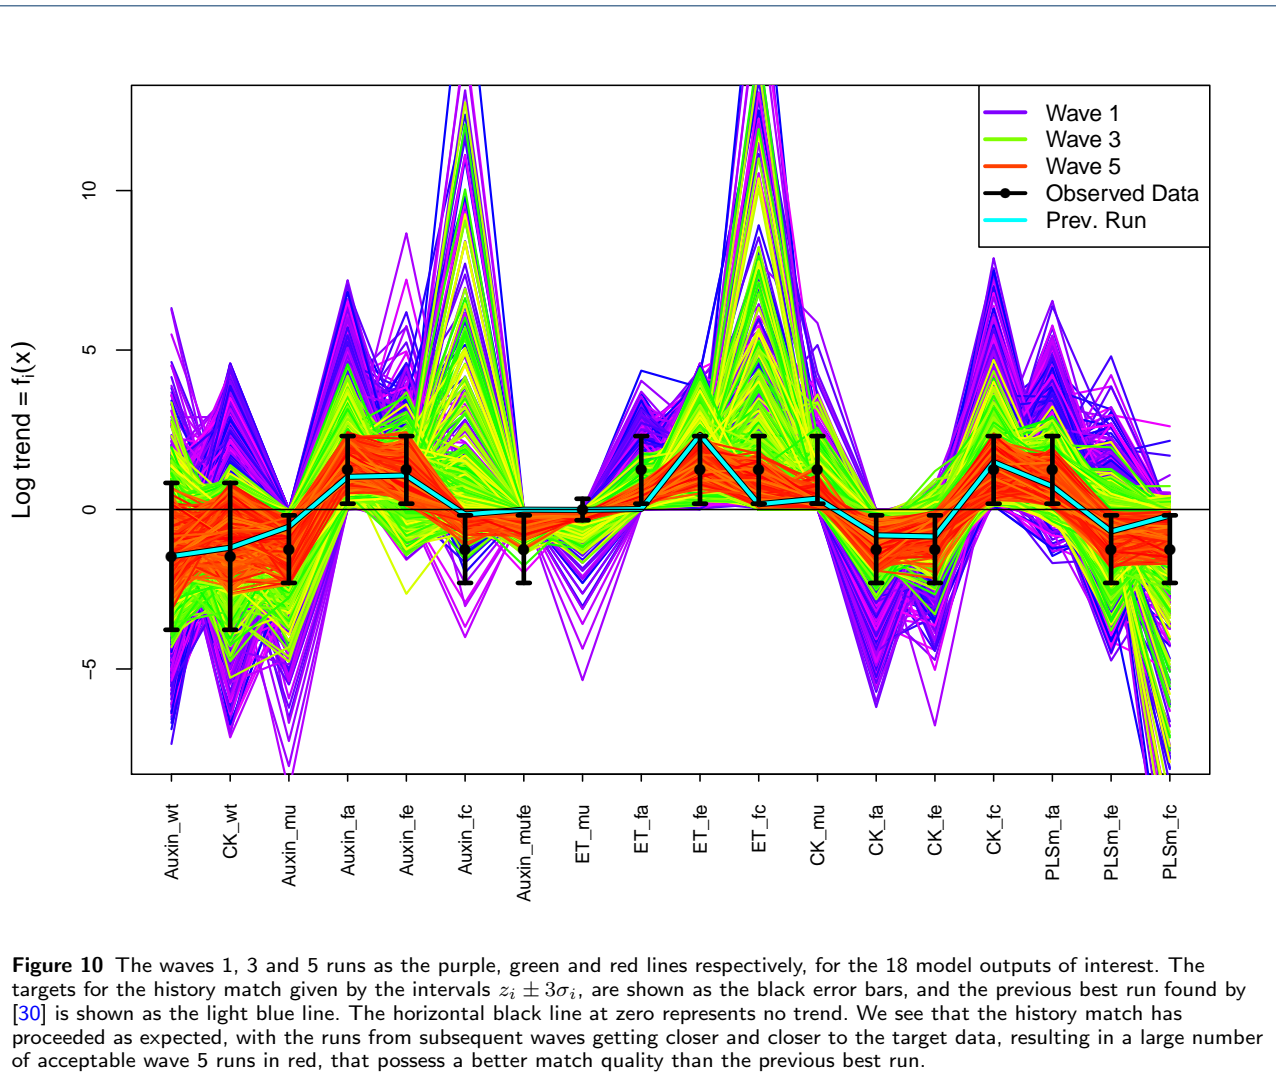 Wave 1
Wave 3
Wave 5
Observed Data
Prev. Run
Log trend = fᵢ(x)
10
5
0
−5
Auxin_wt
CK_wt
Auxin_mu
Auxin_fa
Auxin_fe
Auxin_fc
Auxin_mufe
ET_mu
ET_fa
ET_fe
ET_fc
CK_mu
CK_fa
CK_fe
CK_fc
PLSm_fa
PLSm_fe
PLSm_fc
Figure 10 The waves 1, 3 and 5 runs as the purple, green and red lines respectively, for the 18 model outputs of interest. The
targets for the history match given by the intervals zᵢ ± 3σᵢ, are shown as the black error bars, and the previous best run found by
[30] is shown as the light blue line. The horizontal black line at zero represents no trend. We see that the history match has
proceeded as expected, with the runs from subsequent waves getting closer and closer to the target data, resulting in a large number
of acceptable wave 5 runs in red, that possess a better match quality than the previous best run.